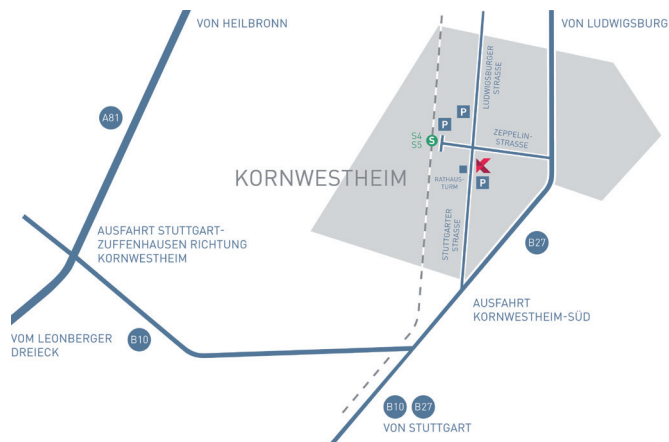 VON HEILBRONN
VON LUDWIGSBURG
A81
LUDWIGSBURGER
STRASSE
P
P
S4
S5
S
ZEPPELIN-
STRASSE
KORNWESTHEIM
K
RATHAUS-
TURM
P
STUTTGARTER
STRASSE
AUSFAHRT STUTTGART-
ZUFFENHAUSEN RICHTUNG
KORNWESTHEIM
B27
AUSFAHRT
KORNWESTHEIM-SÜD
VOM LEONBERGER
DREIECK
B10
B10 B27
VON STUTTGART